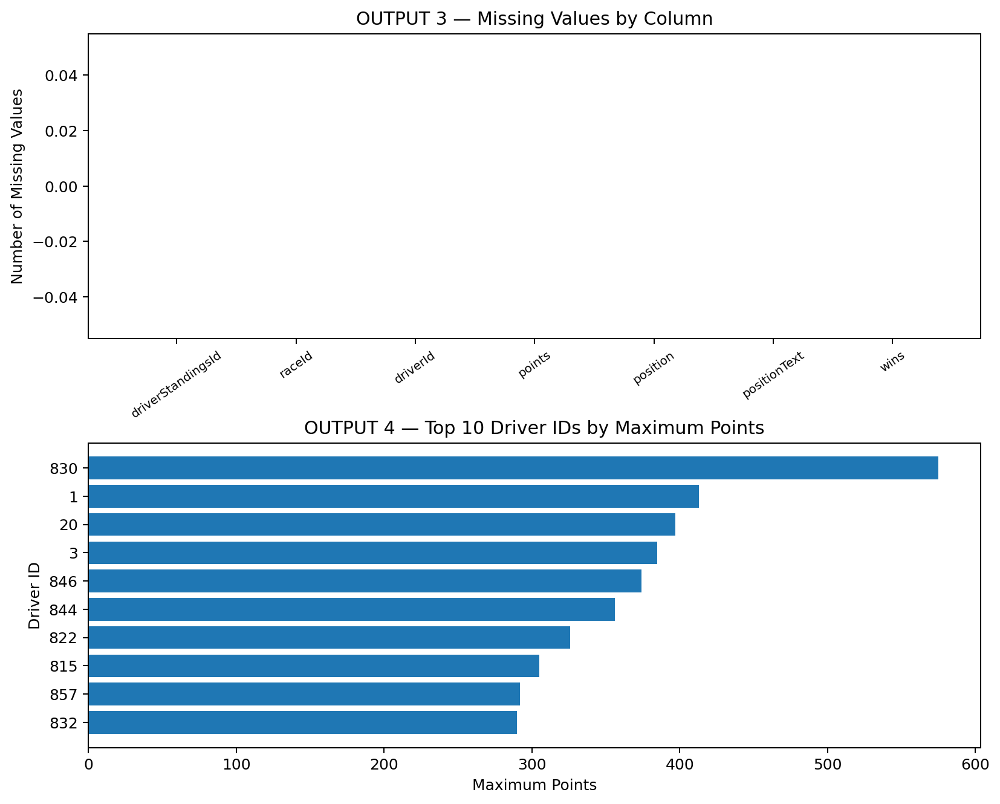 OUTPUT 3 — Missing Values by Column
Number of Missing Values
0.04
0.02
0.00
−0.02
−0.04
driverStandingsId
raceId
driverId
points
position
positionText
wins
OUTPUT 4 — Top 10 Driver IDs by Maximum Points
Driver ID
830
1
20
3
846
844
822
815
857
832
0
100
200
300
400
500
600
Maximum Points